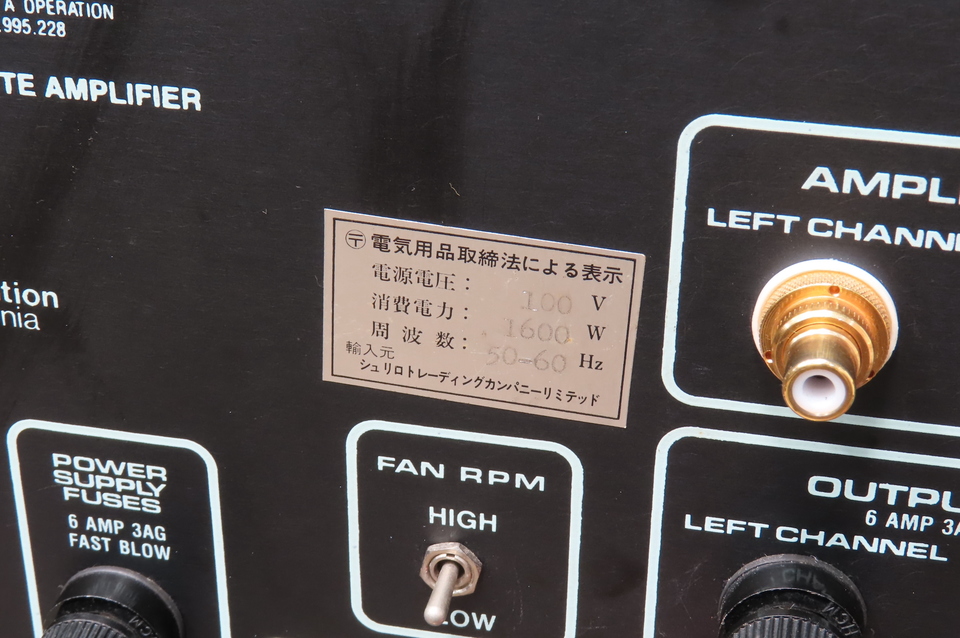 A OPERATION
.995.228
TE AMPLIFIER
tion
nia
〒電気用品取締法による表示
電源電圧: 100 V
消費電力: 1600 W
周波数: 50-60 Hz
輸入元
シュリロトレーディングカンパニーリミテッド
AMPLI
LEFT CHANN
POWER
SUPPLY
FUSES
6 AMP 3AG
FAST BLOW
FAN RPM
HIGH
LOW
OUTPU
6 AMP 3A
LEFT CHANNEL